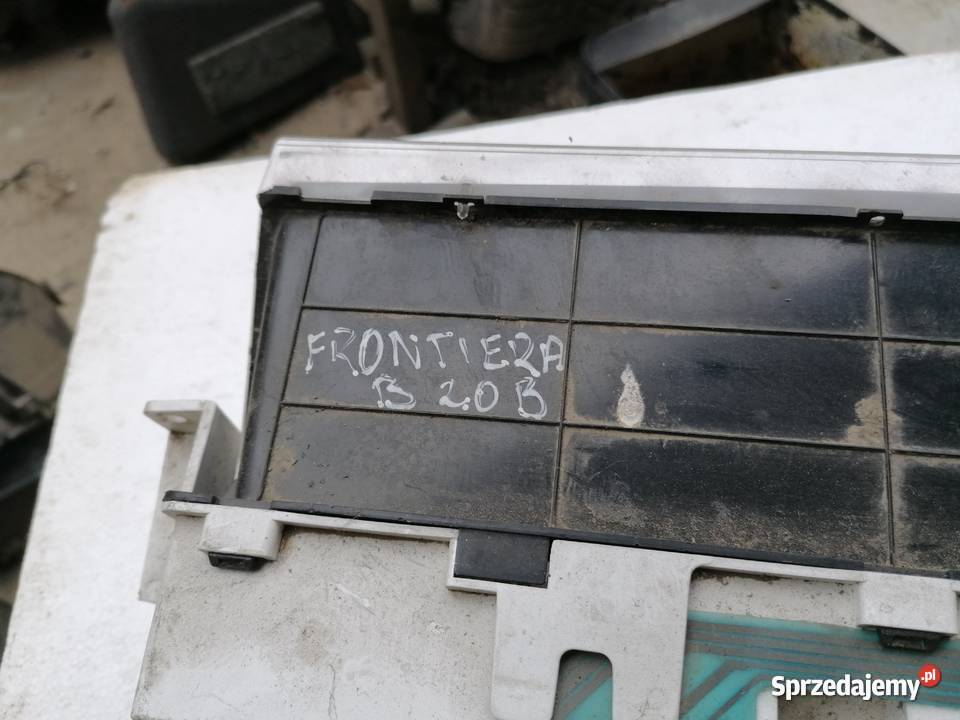 FRONTIERA
B 2.0 B
Sprzedajemy.pl